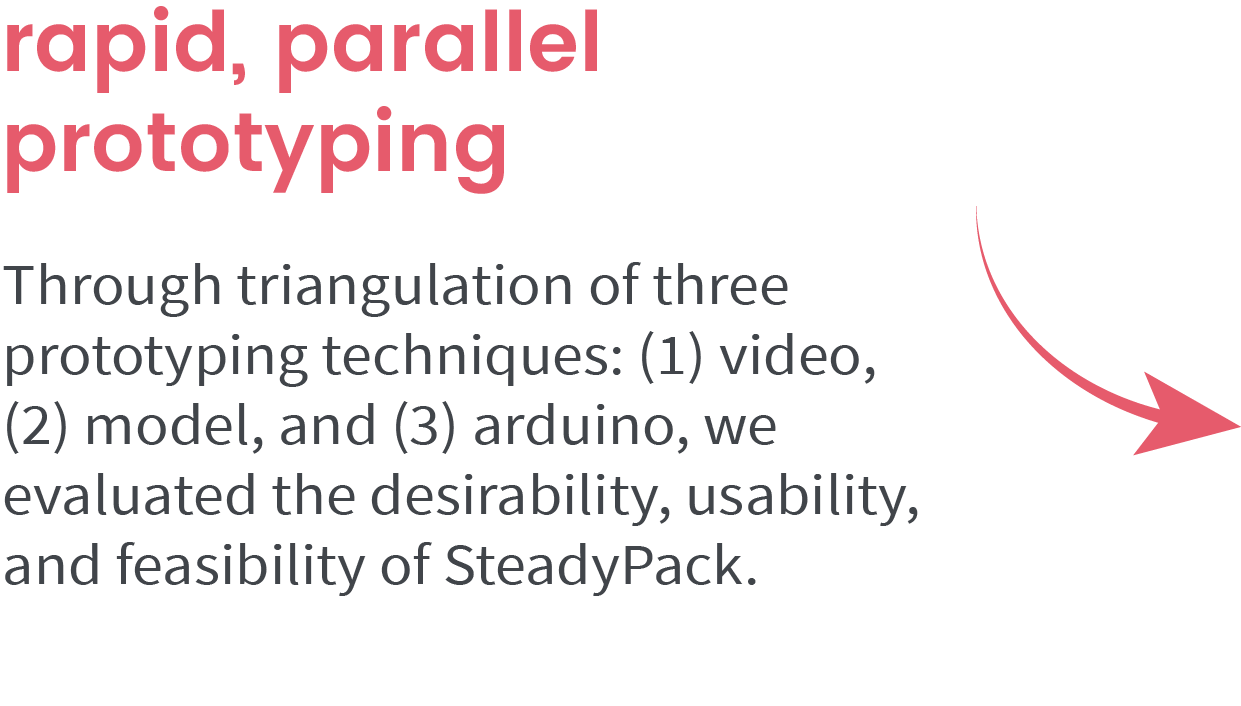 rapid, parallel
prototyping
Through triangulation of three
prototyping techniques: (1) video,
(2) model, and (3) arduino, we
evaluated the desirability, usability,
and feasibility of SteadyPack.